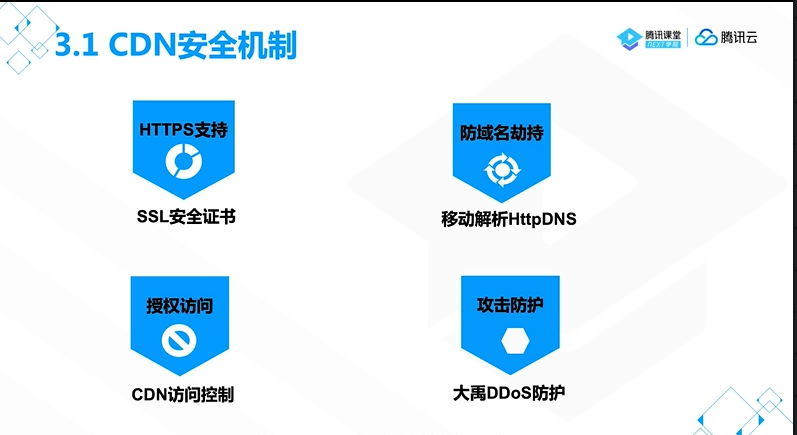 3.1 CDN安全机制
腾讯课堂
NEXT学院
腾讯云
HTTPS支持
SSL安全证书
防域名劫持
移动解析HttpDNS
授权访问
CDN访问控制
攻击防护
大禹DDoS防护